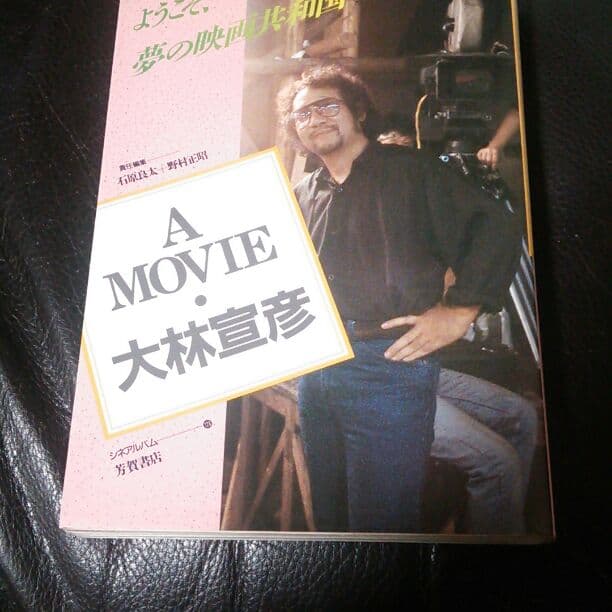 ようこそ、
夢の映画共和国
責任編集
石原良太+野村正昭
A
MOVIE
・
大林宣彦
シネアルバム
芳賀書店